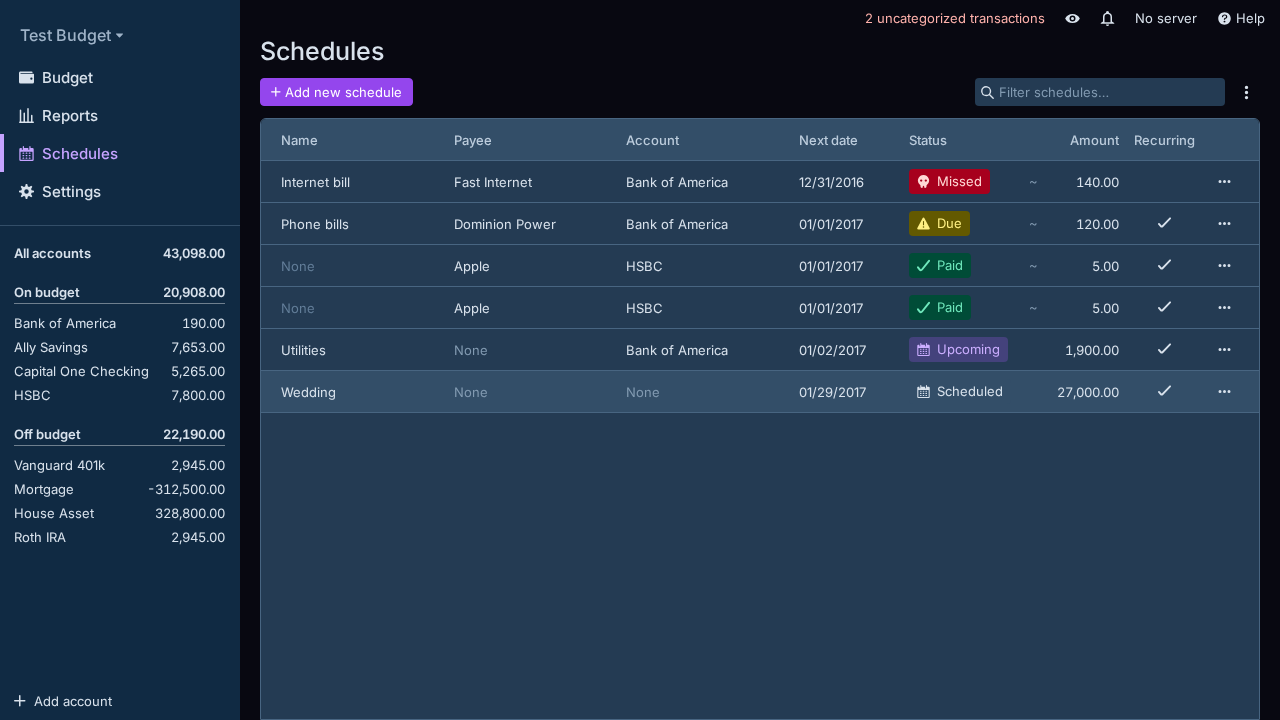 2 uncategorized transactions No server Help
Test Budget
Budget
Reports
Schedules
Settings
All accounts 43,098.00
On budget 20,908.00
Bank of America 190.00
Ally Savings 7,653.00
Capital One Checking 5,265.00
HSBC 7,800.00
Off budget 22,190.00
Vanguard 401k 2,945.00
Mortgage -312,500.00
House Asset 328,800.00
Roth IRA 2,945.00
Add account
Schedules
Add new schedule
Filter schedules...
Name Payee Account Next date Status Amount Recurring
Internet bill Fast Internet Bank of America 12/31/2016 Missed ~ 140.00
Phone bills Dominion Power Bank of America 01/01/2017 Due ~ 120.00
None Apple HSBC 01/01/2017 Paid ~ 5.00
None Apple HSBC 01/01/2017 Paid ~ 5.00
Utilities None Bank of America 01/02/2017 Upcoming 1,900.00
Wedding None None 01/29/2017 Scheduled 27,000.00